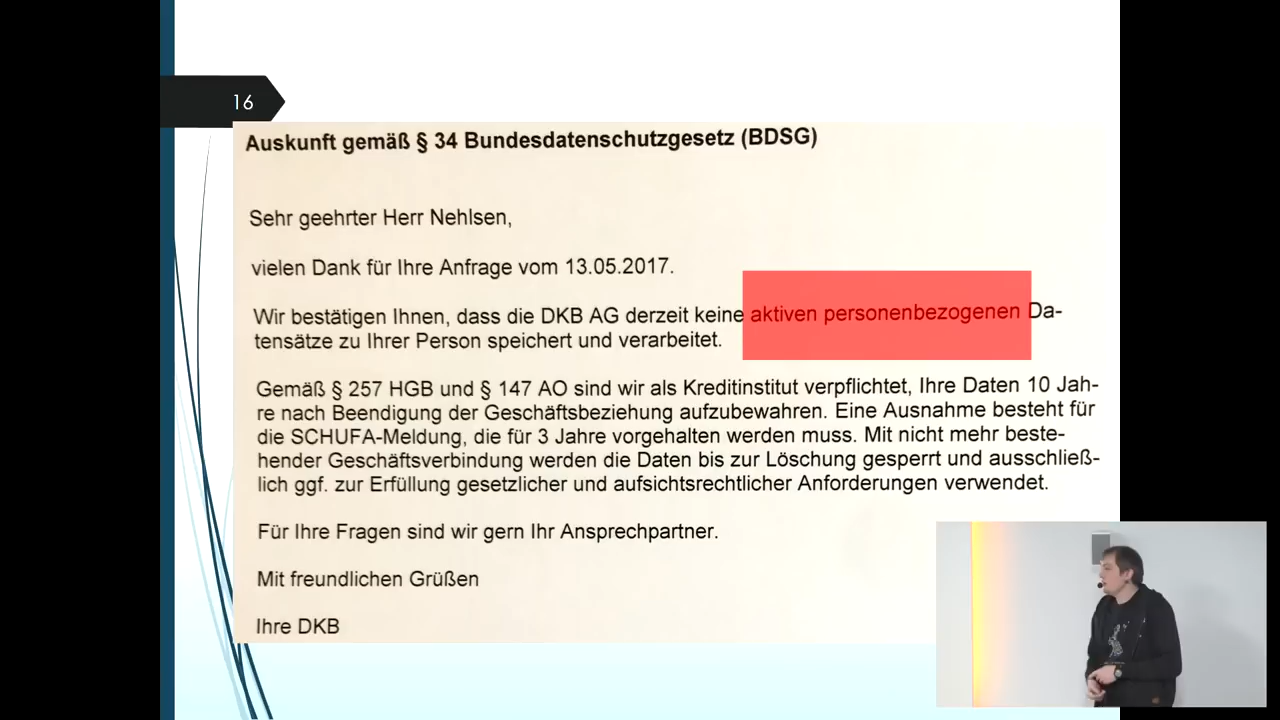 16
Auskunft gemäß § 34 Bundesdatenschutzgesetz (BDSG)
Sehr geehrter Herr Nehlsen,
vielen Dank für Ihre Anfrage vom 13.05.2017.
Wir bestätigen Ihnen, dass die DKB AG derzeit keine aktiven personenbezogenen Da-
tensätze zu Ihrer Person speichert und verarbeitet.
Gemäß § 257 HGB und § 147 AO sind wir als Kreditinstitut verpflichtet, Ihre Daten 10 Jah-
re nach Beendigung der Geschäftsbeziehung aufzubewahren. Eine Ausnahme besteht für
die SCHUFA-Meldung, die für 3 Jahre vorgehalten werden muss. Mit nicht mehr beste-
hender Geschäftsverbindung werden die Daten bis zur Löschung gesperrt und ausschließ-
lich ggf. zur Erfüllung gesetzlicher und aufsichtsrechtlicher Anforderungen verwendet.
Für Ihre Fragen sind wir gern Ihr Ansprechpartner.
Mit freundlichen Grüßen
Ihre DKB